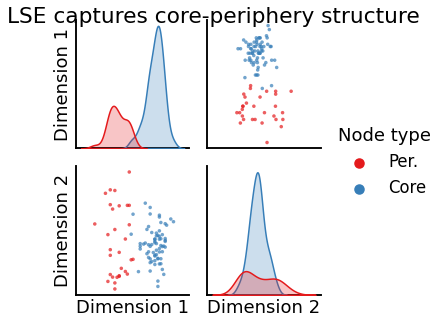 LSE captures core-periphery structure
Dimension 1
Dimension 2
Dimension 1
Dimension 2
Node type
Per.
Core